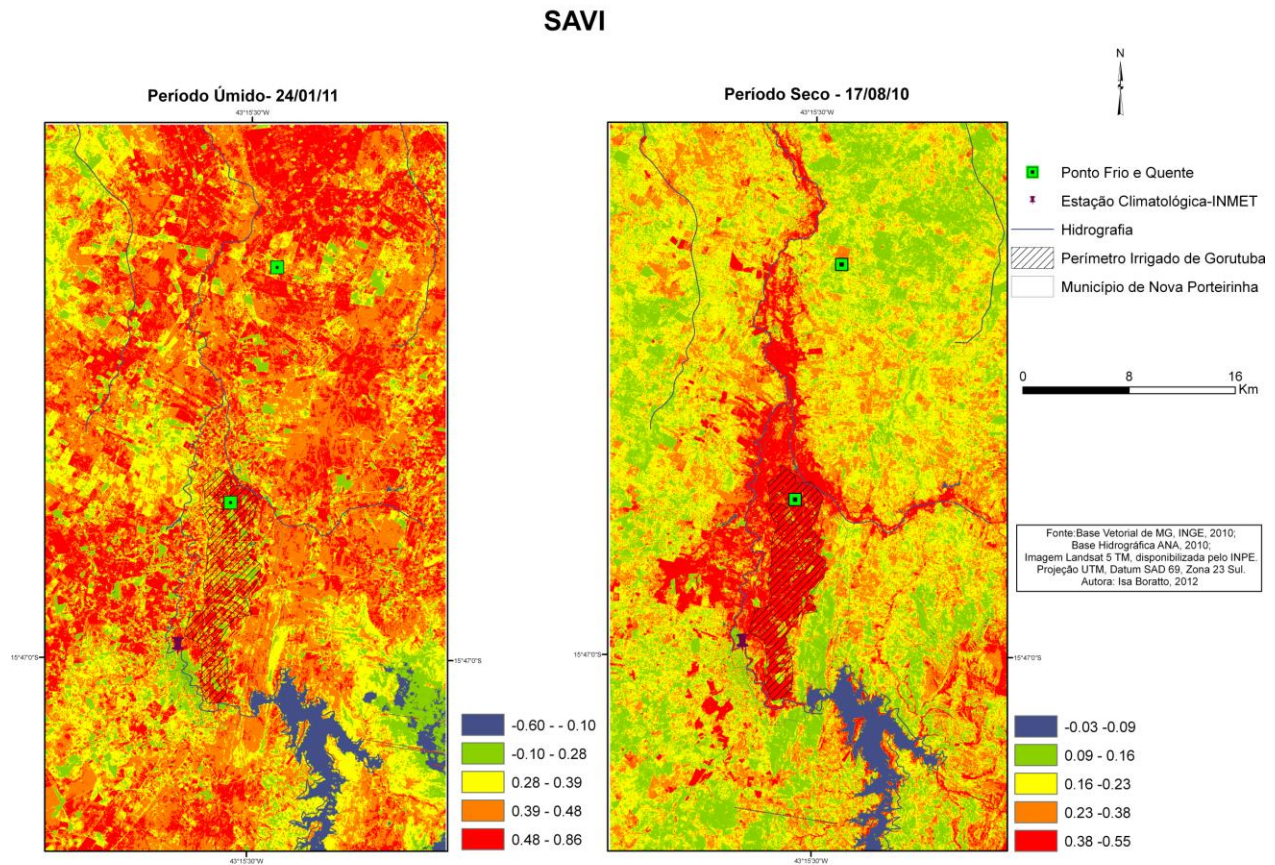 SAVI
Período Úmido- 24/01/11
43°15'30"W
Período Seco - 17/08/10
43°15'30"W
N
Ponto Frio e Quente
Estação Climatológica-INMET
Hidrografia
Perímetro Irrigado de Gorutuba
Município de Nova Porteirinha
0 8 16
Km
Fonte:Base Vetorial de MG, INGE, 2010;
Base Hidrográfica ANA, 2010;
Imagem Landsat 5 TM, disponibilizada pelo INPE.
Projeção UTM, Datum SAD 69, Zona 23 Sul.
Autora: Isa Boratto, 2012
15°47'0"S
15°47'0"S
15°47'0"S
15°47'0"S
-0.60 - - 0.10
-0.10 - 0.28
0.28 - 0.39
0.39 - 0.48
0.48 - 0.86
-0.03 -0.09
0.09 - 0.16
0.16 -0.23
0.23 -0.38
0.38 -0.55
43°15'30"W
43°15'30"W